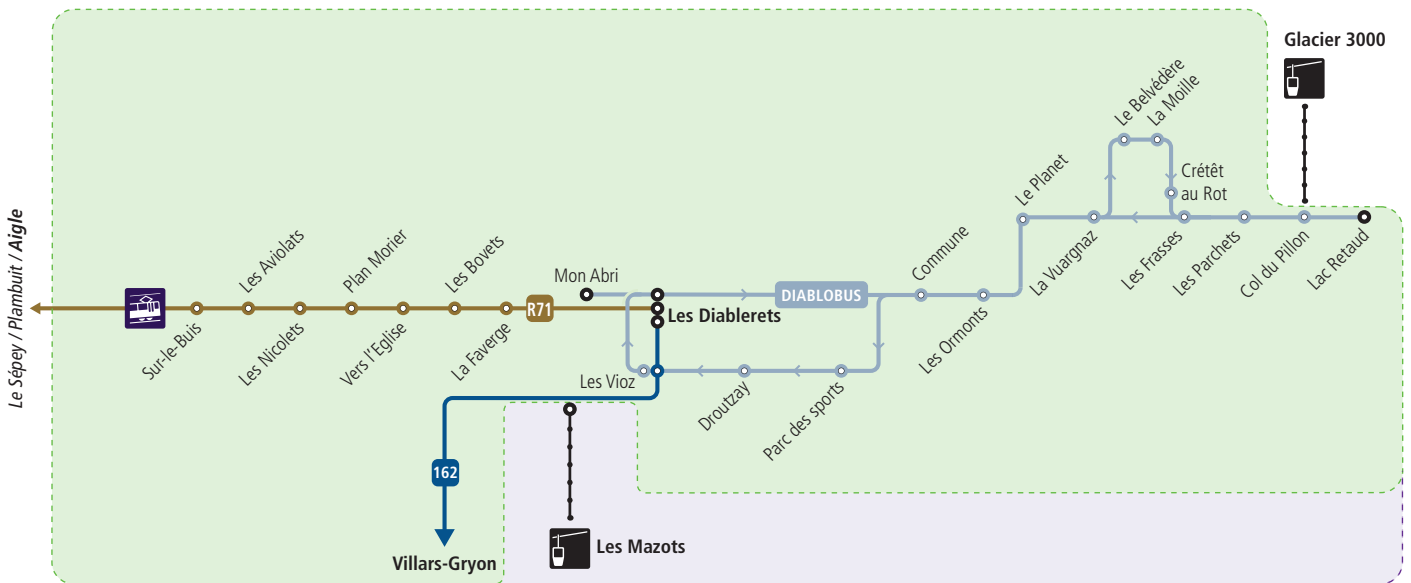 Glacier 3000
Le Belvédère
La Moille
Crétêt
au Rot
Le Planet
La Vuargnaz
Les Frasses
Les Parchets
Col du Pillon
Lac Retaud
Commune
Les Ormonts
Mon Abri
DIABLOBUS
Les Diablerets
Le Sépey / Plambuit / Aigle
Sur-le-Buis
Les Aviolats
Les Nicolets
Plan Morier
Vers l'Eglise
Les Bovets
La Faverge
R71
Les Vioz
Droutzay
Parc des sports
162
Villars-Gryon
Les Mazots